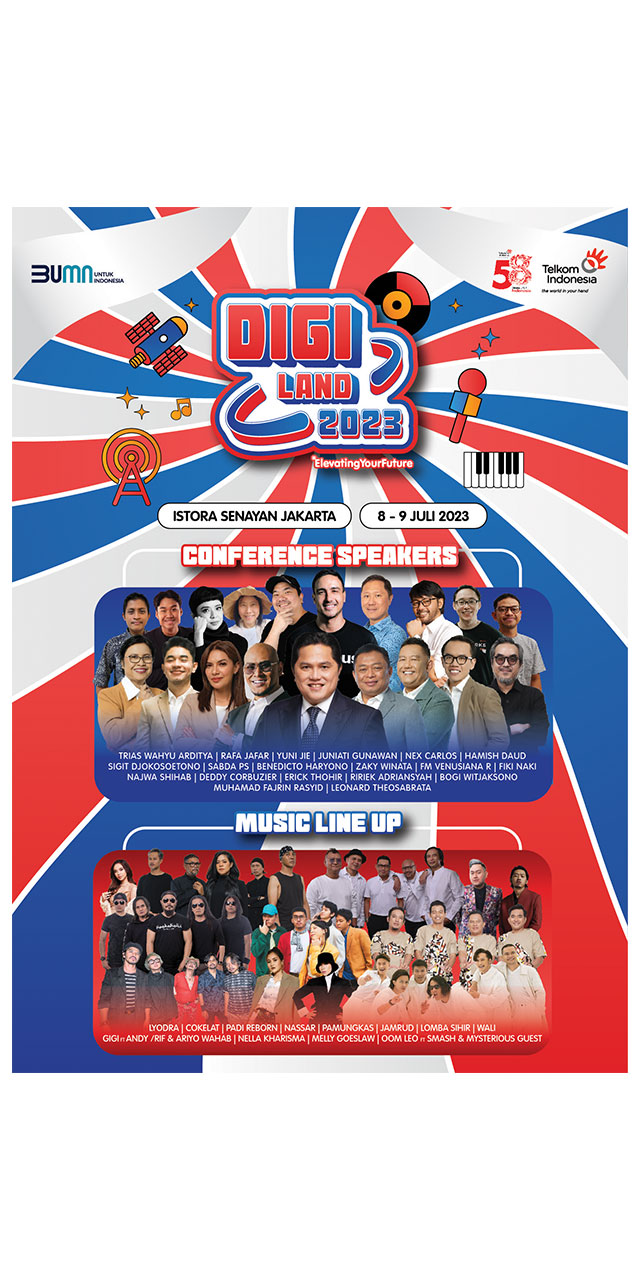 BUMN UNTUK INDONESIA
58
Telkom Indonesia
the world in your hand
DIGI
LAND
2023
#ElevatingYourFuture
ISTORA SENAYAN JAKARTA
8 - 9 JULI 2023
CONFERENCE SPEAKERS
TRIAS WAHYU ARDITYA | RAFA JAFAR | YUNI JIE | JUNIATI GUNAWAN | NEX CARLOS | HAMISH DAUD
SIGIT DJOKOSOETONO | SABDA PS | BENEDICTO HARYONO | ZAKY WINATA | FM VENUSIANA R | FIKI NAKI
NAJWA SHIHAB | DEDDY CORBUZIER | ERICK THOHIR | RIRIEK ADRIANSYAH | BOGI WITJAKSONO
MUHAMAD FAJRIN RASYID | LEONARD THEOSABRATA
MUSIC LINE UP
LYODRA | COKELAT | PADI REBORN | NASSAR | PAMUNGKAS | JAMRUD | LOMBA SIHIR | WALI
GIGI FT ANDY /RIF & ARIYO WAHAB | NELLA KHARISMA | MELLY GOESLAW | OOM LEO FT SMASH & MYSTERIOUS GUEST